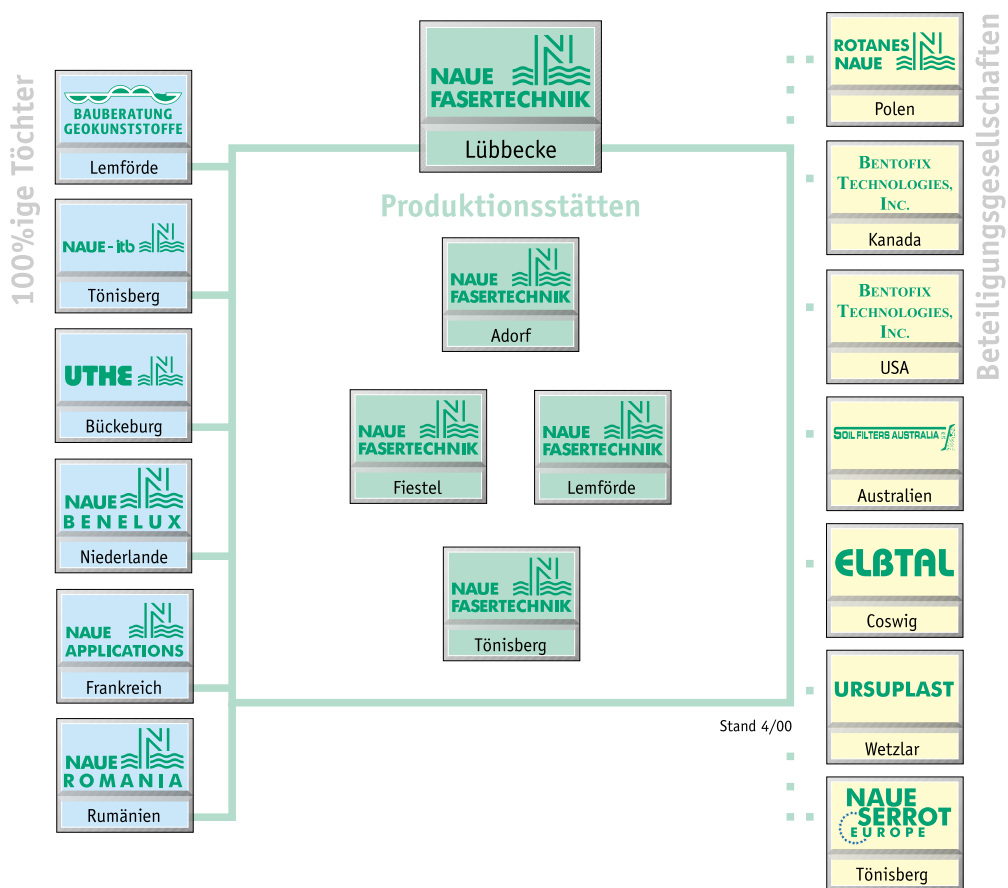 100%ige Töchter
BAUBERATUNG
GEOKUNSTSTOFFE
Lemförde
NAUE-itb
Tönisberg
UTHE
Bückeburg
NAUE
BENELUX
Niederlande
NAUE
APPLICATIONS
Frankreich
NAUE
ROMANIA
Rumänien
NAUE
FASERTECHNIK
Lübbecke
Produktionsstätten
NAUE
FASERTECHNIK
Adorf
NAUE
FASERTECHNIK
Fiestel
NAUE
FASERTECHNIK
Lemförde
NAUE
FASERTECHNIK
Tönisberg
Stand 4/00
Beteiligungsgesellschaften
ROTANES
NAUE
Polen
BENTOFIX
TECHNOLOGIES,
INC.
Kanada
BENTOFIX
TECHNOLOGIES,
INC.
USA
SOIL FILTERS AUSTRALIA
Australien
ELBTAL
Coswig
URSUPLAST
Wetzlar
NAUE
SERROT
EUROPE
Tönisberg